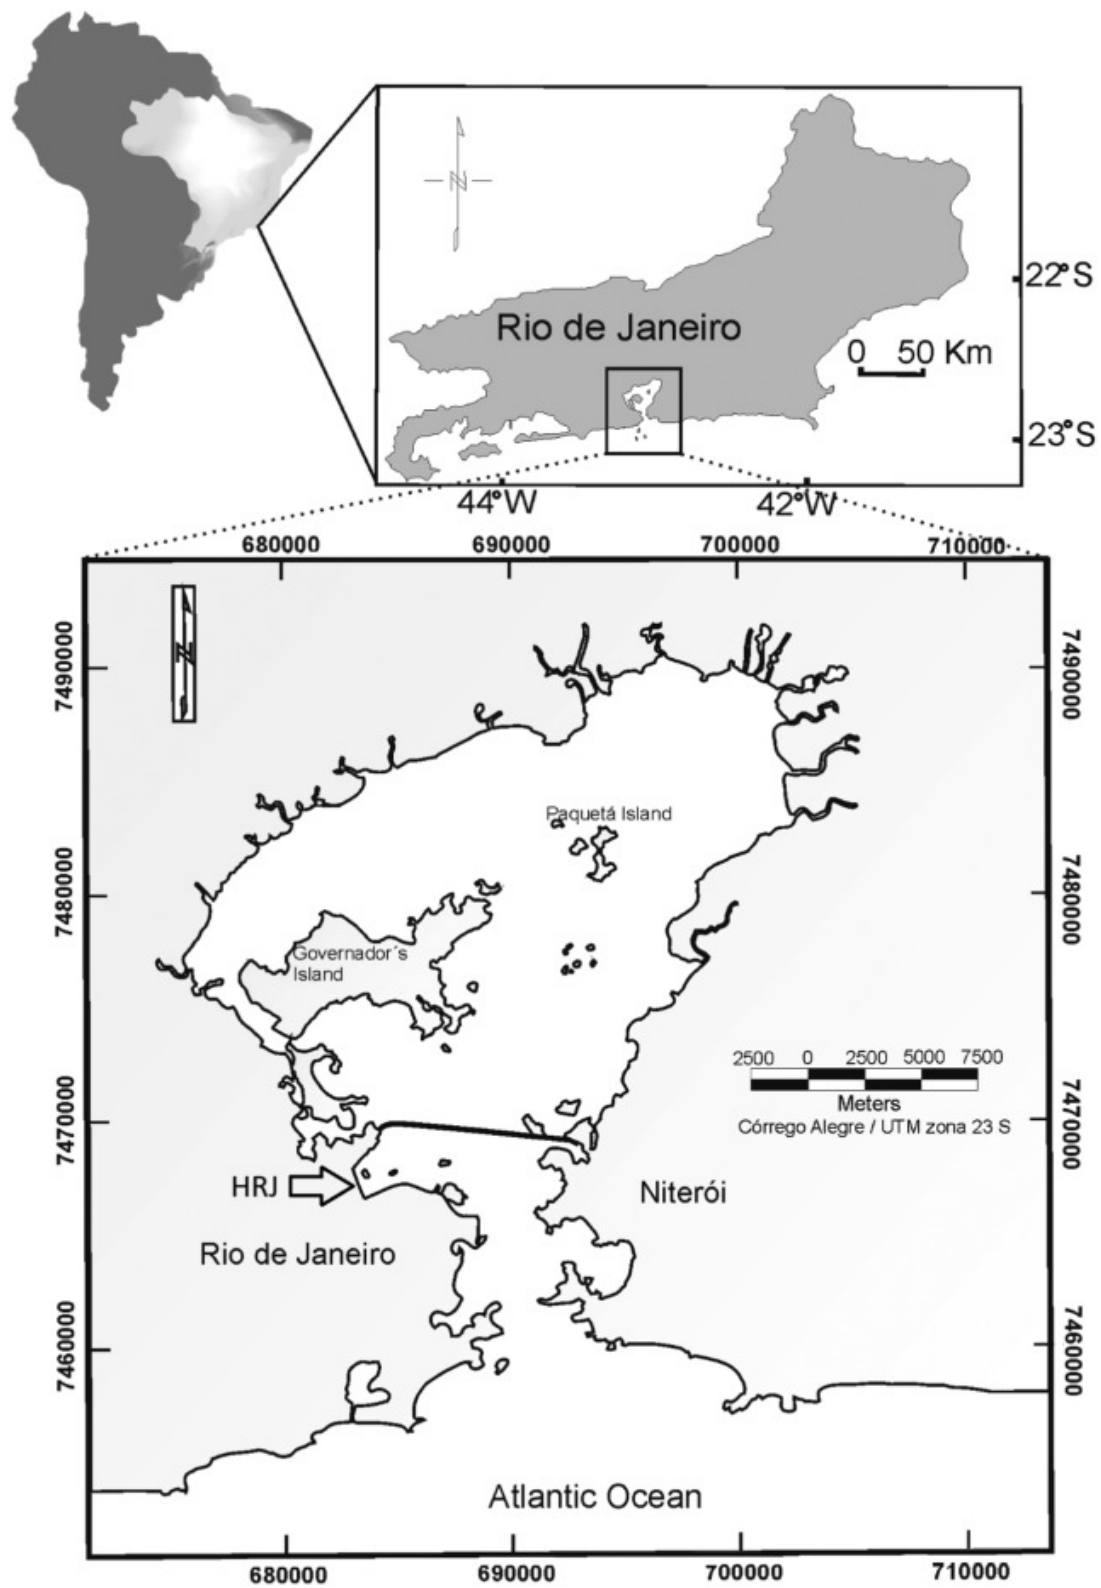 N
Rio de Janeiro
0 50 Km
22°S
23°S
44°W
42°W
680000 690000 700000 710000
N
7490000
7490000
Paquetá Island
7480000
7480000
Governador´s
Island
2500 0 2500 5000 7500
Meters
Córrego Alegre / UTM zona 23 S
7470000
7470000
HRJ
Niterói
Rio de Janeiro
7460000
7460000
Atlantic Ocean
680000 690000 700000 710000